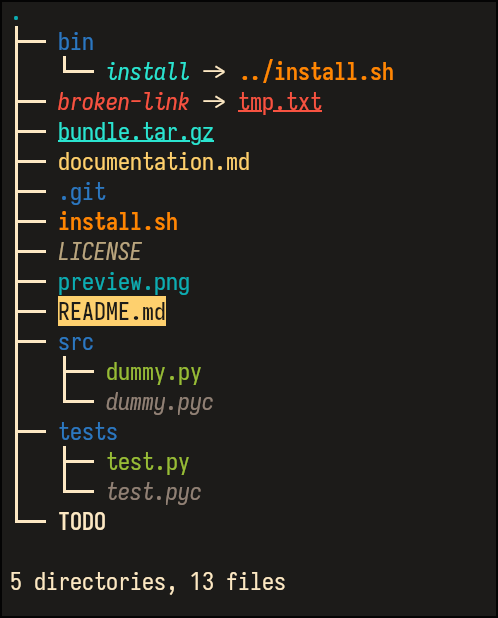 .
├── bin
│   └── install -> ../install.sh
├── broken-link -> tmp.txt
├── bundle.tar.gz
├── documentation.md
├── .git
├── install.sh
├── LICENSE
├── preview.png
├── README.md
├── src
│   ├── dummy.py
│   └── dummy.pyc
├── tests
│   ├── test.py
│   └── test.pyc
└── TODO
5 directories, 13 files